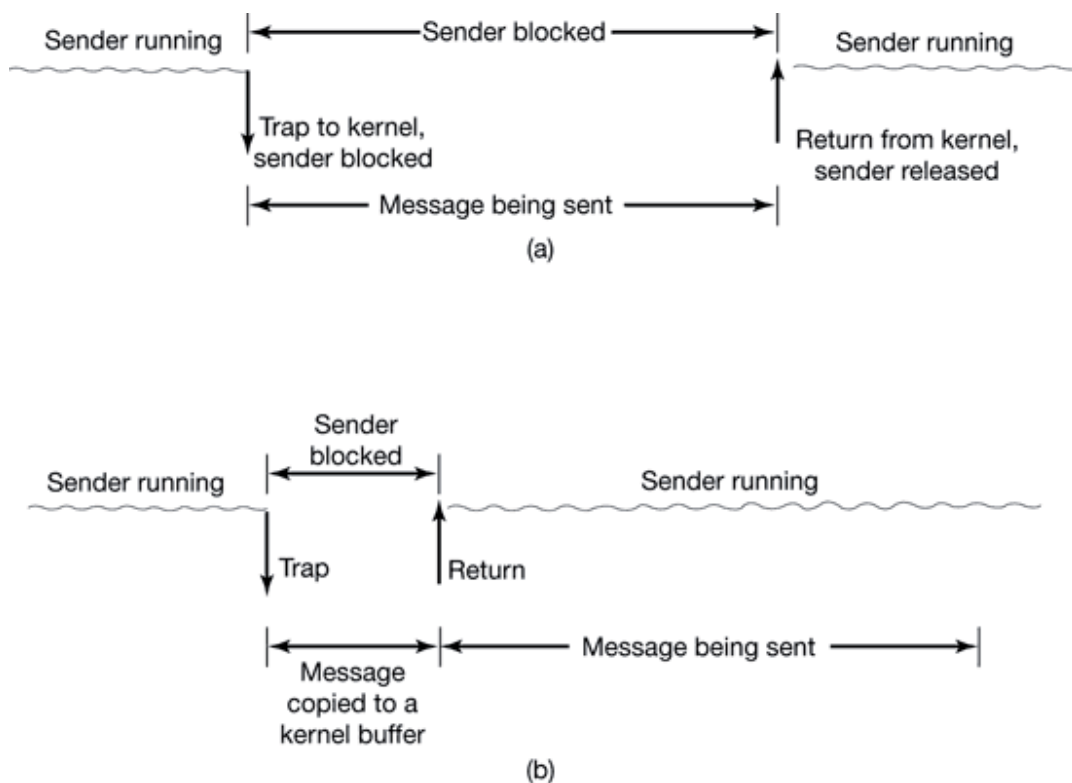 Sender running
Sender blocked
Sender running
Trap to kernel,
sender blocked
Return from kernel,
sender released
Message being sent
(a)
Sender
blocked
Sender running
Sender running
Trap
Return
Message being sent
Message
copied to a
kernel buffer
(b)